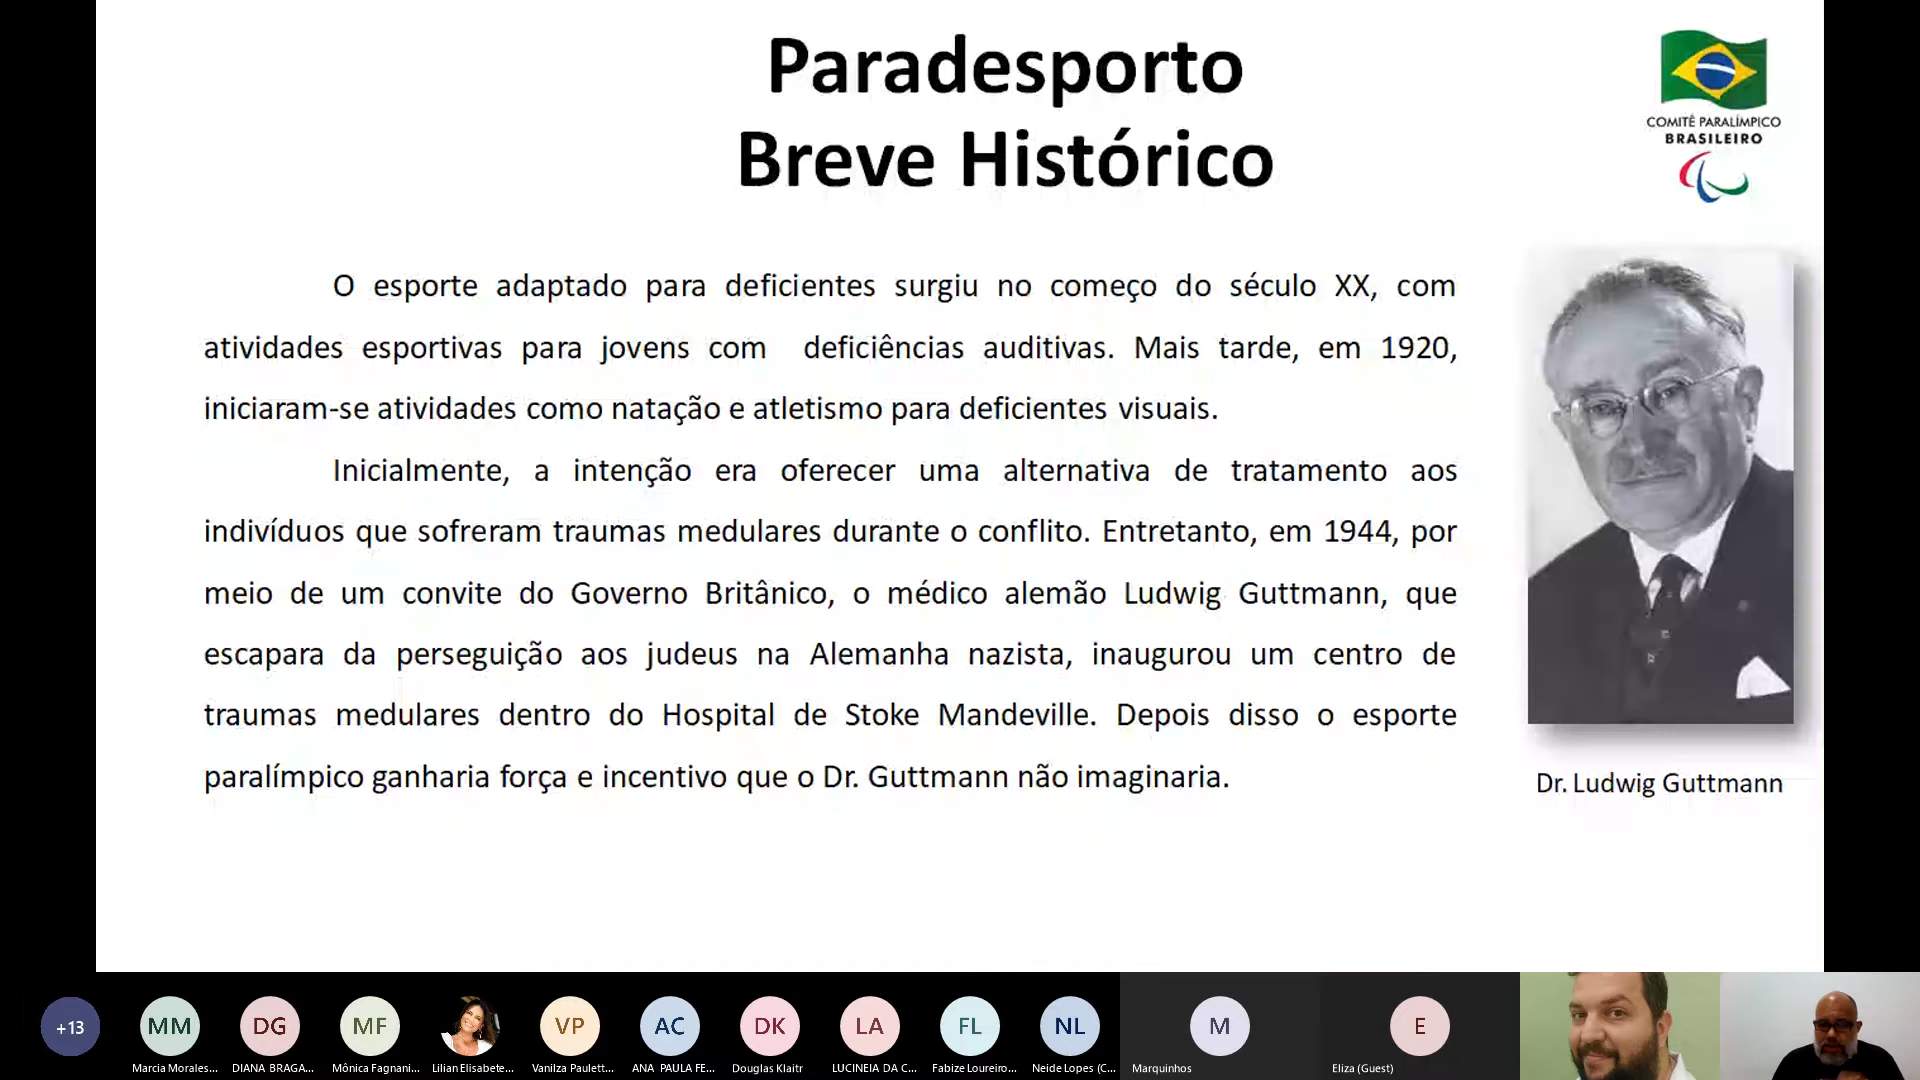 Paradesporto
Breve Histórico
COMITÊ PARALÍMPICO
BRASILEIRO
O esporte adaptado para deficientes surgiu no começo do século XX, com
atividades esportivas para jovens com deficiências auditivas. Mais tarde, em 1920,
iniciaram-se atividades como natação e atletismo para deficientes visuais.
Inicialmente, a intenção era oferecer uma alternativa de tratamento aos
indivíduos que sofreram traumas medulares durante o conflito. Entretanto, em 1944, por
meio de um convite do Governo Britânico, o médico alemão Ludwig Guttmann, que
escapara da perseguição aos judeus na Alemanha nazista, inaugurou um centro de
traumas medulares dentro do Hospital de Stoke Mandeville. Depois disso o esporte
paralímpico ganharia força e incentivo que o Dr. Guttmann não imaginaria.
Dr. Ludwig Guttmann
+13
MM
DG
MF
VP
AC
DK
LA
FL
NL
M
E
Marcia Morales...
DIANA BRAGA...
Mônica Fagnani...
Lilian Elisabete...
Vanilza Paulett...
ANA PAULA FE...
Douglas Klaitr
LUCINEIA DA C...
Fabize Loureiro...
Neide Lopes (C...
Marquinhos
Eliza (Guest)